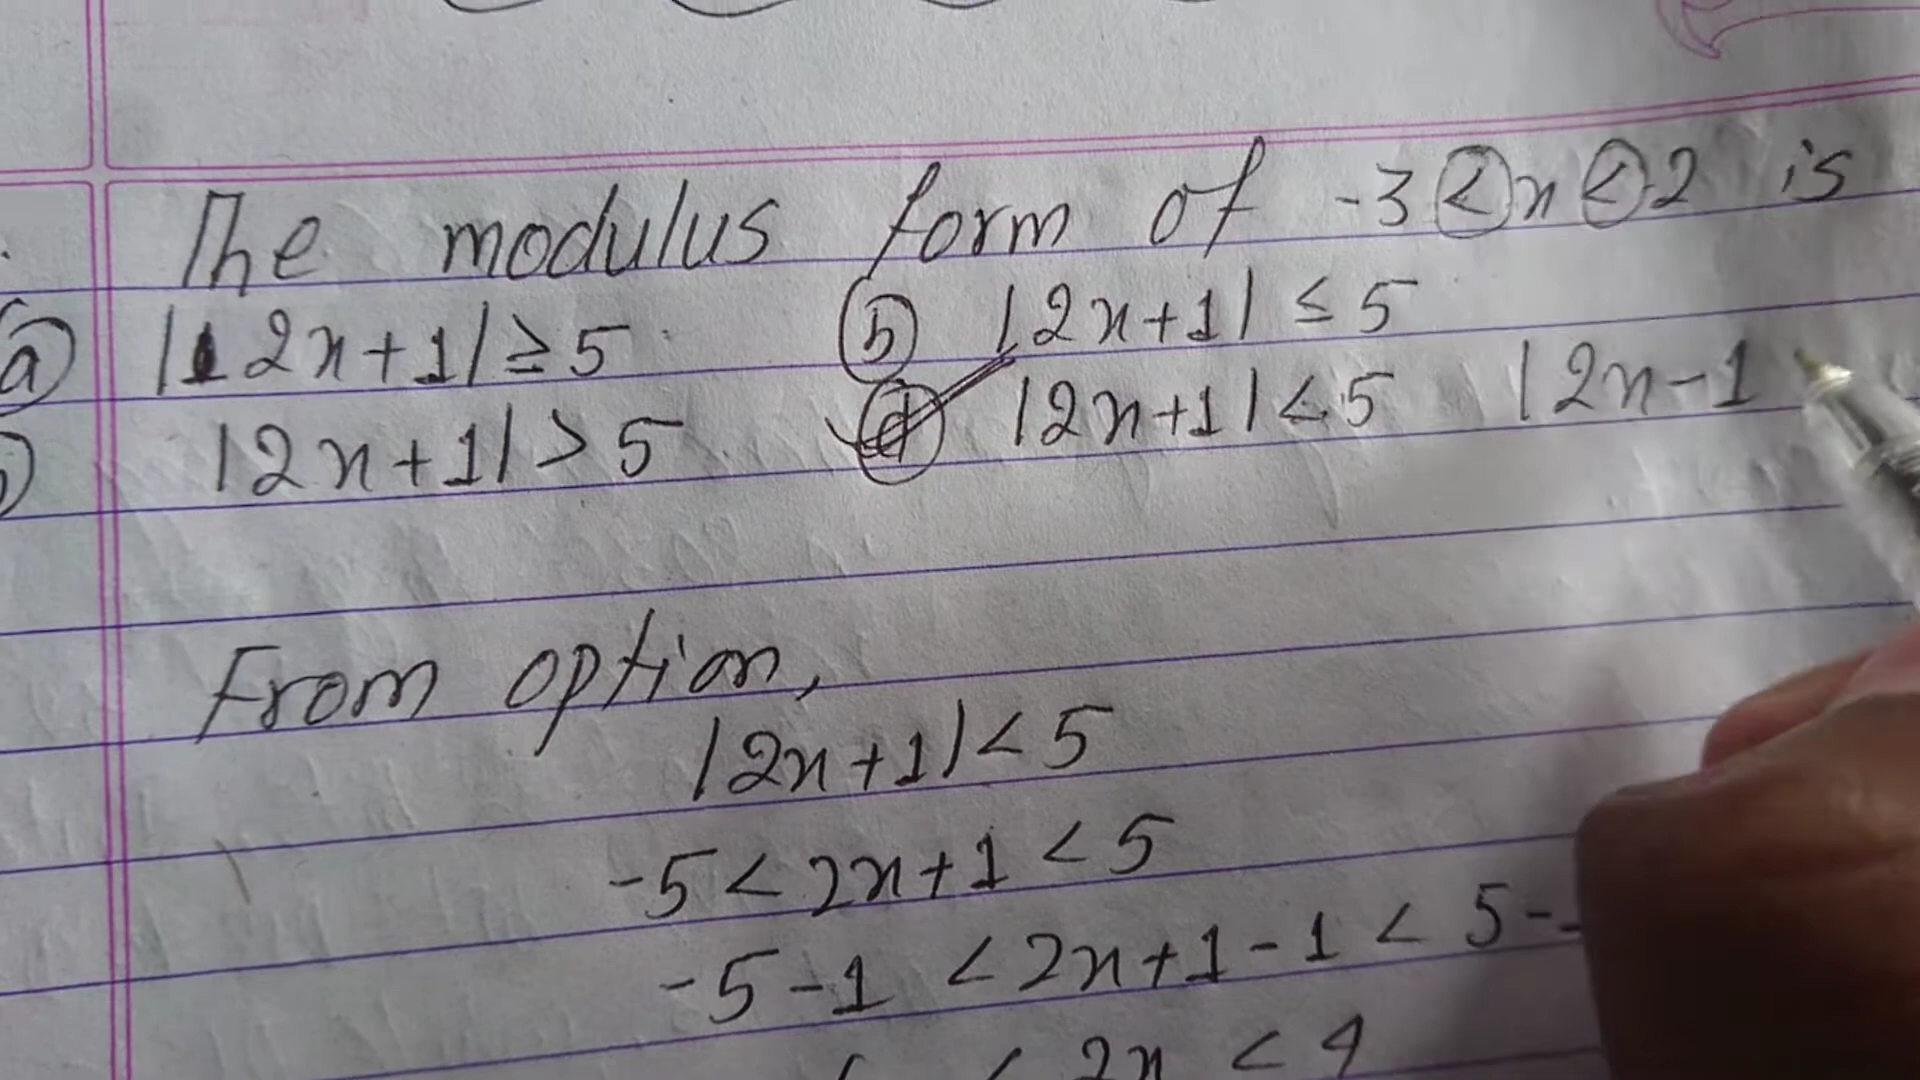 The modulus form of -3 < x < 2 is
(a) |2x+1| ≥ 5 (b) |2x+1| ≤ 5
|2x+1| > 5 (d) |2x+1| < 5 |2x-1
From option,
|2x+1| < 5
-5 < 2x+1 < 5
-5-1 < 2x+1-1 < 5-
< 2x < 4